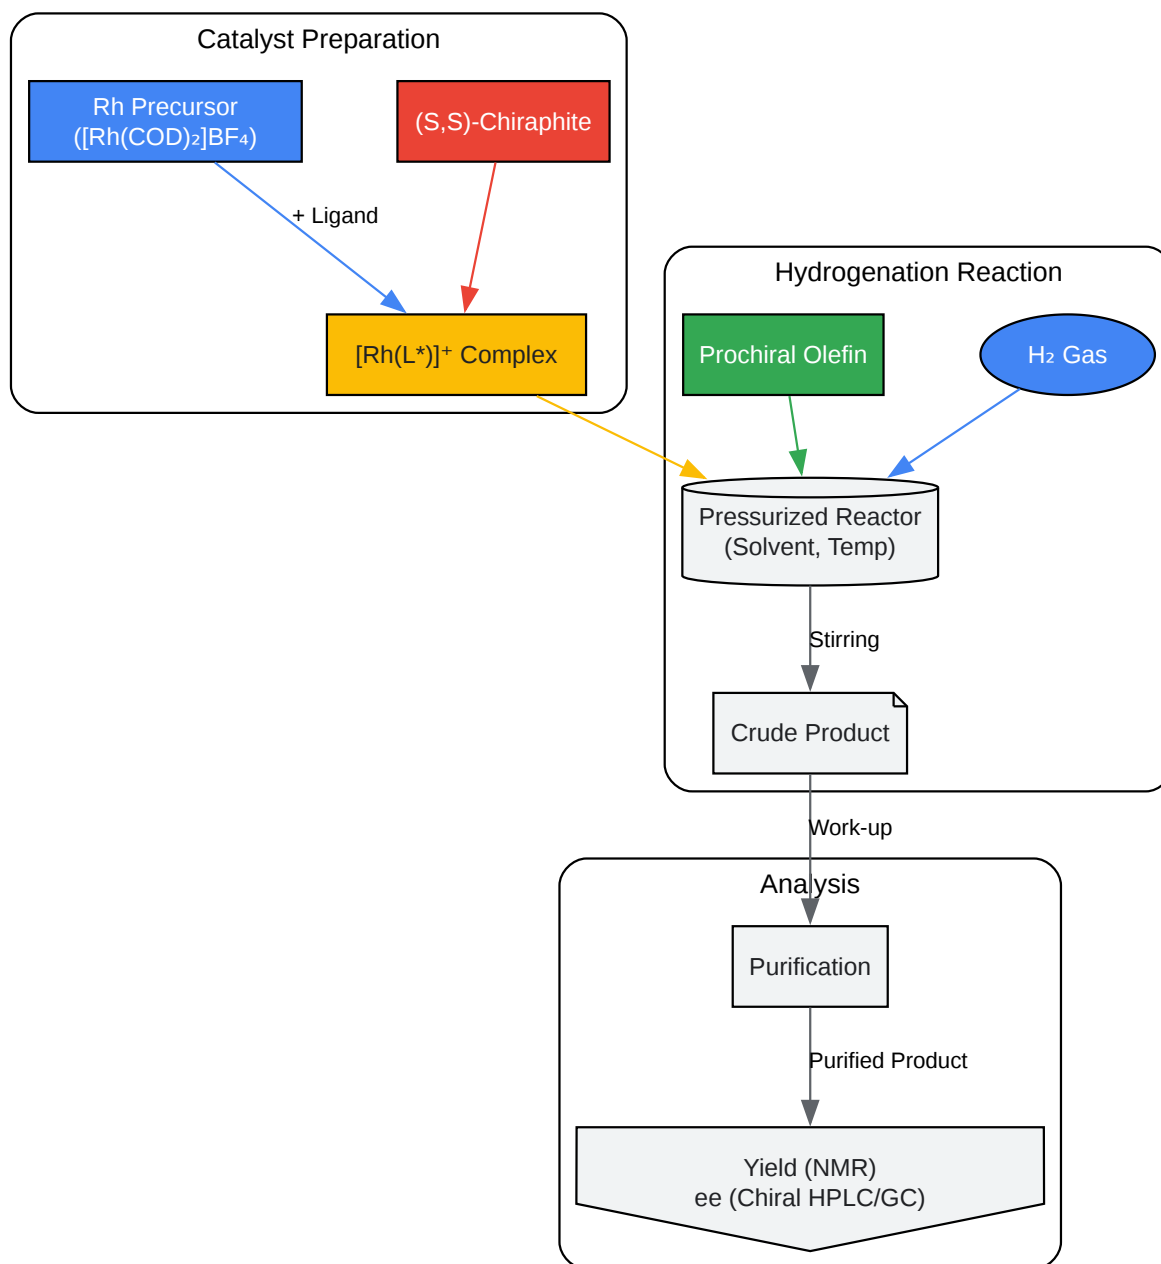 Catalyst Preparation
Rh Precursor
([Rh(COD)₂]BF₄)
(S,S)-Chiraphite
+ Ligand
[Rh(L*)]⁺ Complex
Hydrogenation Reaction
Prochiral Olefin
H₂ Gas
Pressurized Reactor
(Solvent, Temp)
Stirring
Crude Product
Work-up
Analysis
Purification
Purified Product
Yield (NMR)
ee (Chiral HPLC/GC)